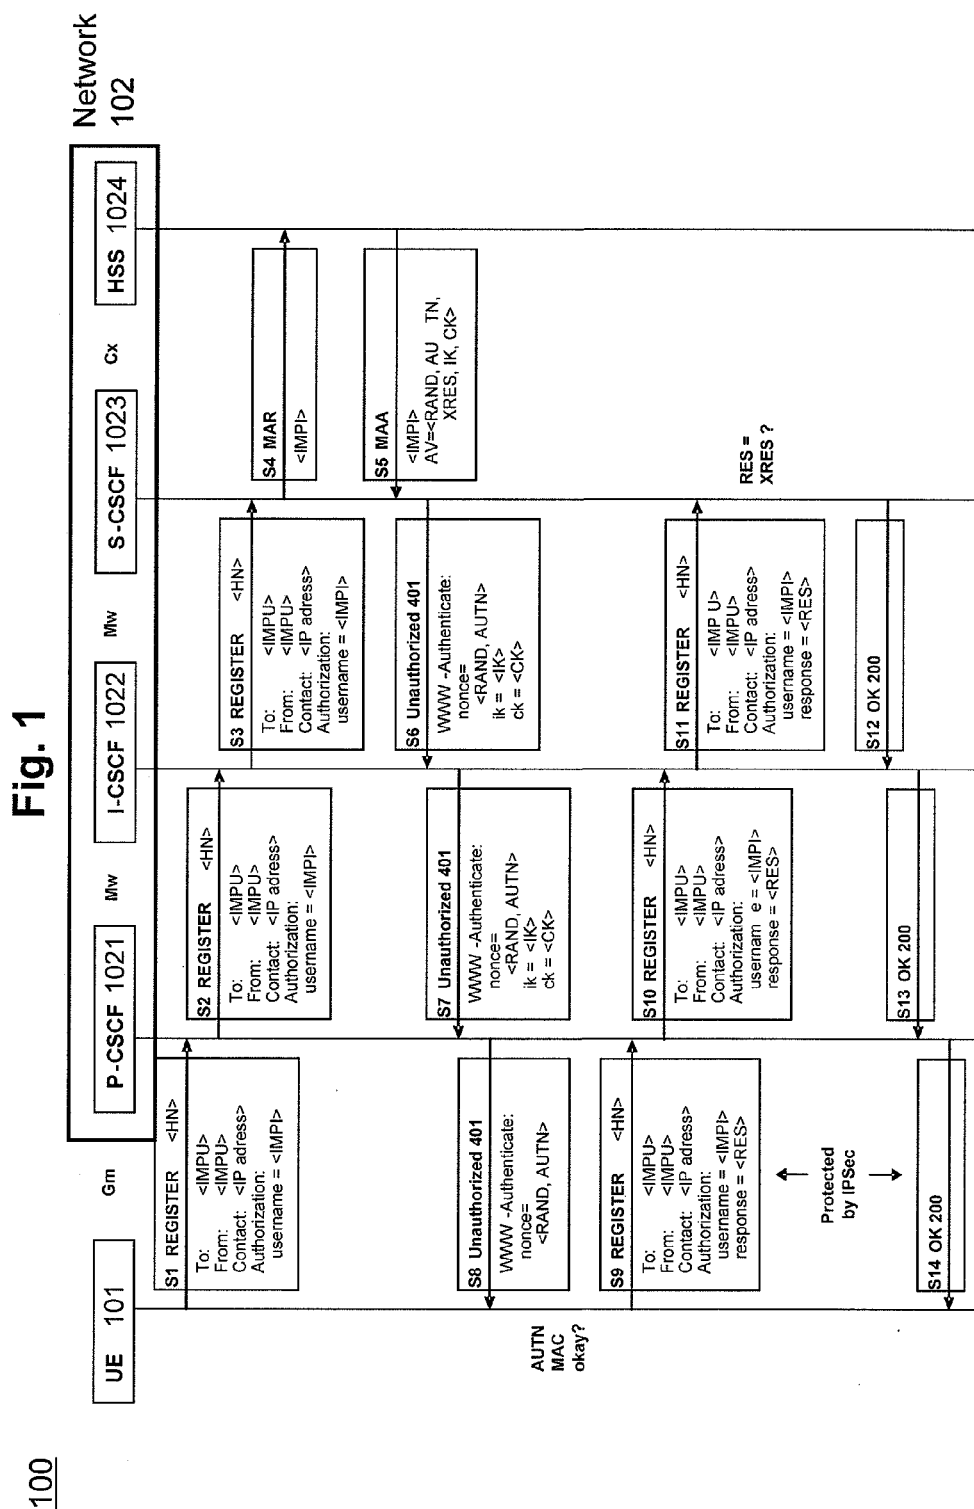 100
Fig. 1
Network
102
UE 101
Gm
P-CSCF 1021
Mw
I-CSCF 1022
Mw
S-CSCF 1023
Cx
HSS 1024
S1 REGISTER <HN>
To: <IMPU>
From: <IMPU>
Contact: <IP adress>
Authorization:
username = <IMPI>
S2 REGISTER <HN>
To: <IMPU>
From: <IMPU>
Contact: <IP adress>
Authorization:
username = <IMPI>
S3 REGISTER <HN>
To: <IMPU>
From: <IMPU>
Contact: <IP adress>
Authorization:
username = <IMPI>
S4 MAR
<IMPI>
S5 MAA
<IMPI>
AV=<RAND, AU TN,
XRES, IK, CK>
S6 Unauthorized 401
WWW -Authenticate:
nonce=
<RAND, AUTN>
ik = <IK>
ck = <CK>
S7 Unauthorized 401
WWW -Authenticate:
nonce=
<RAND, AUTN>
ik = <IK>
ck = <CK>
S8 Unauthorized 401
WWW -Authenticate:
nonce=
<RAND, AUTN>
AUTN
MAC
okay?
S9 REGISTER <HN>
To: <IMPU>
From: <IMPU>
Contact: <IP adress>
Authorization:
username = <IMPI>
response = <RES>
S10 REGISTER <HN>
To: <IMPU>
From: <IMPU>
Contact: <IP adress>
Authorization:
usernam e = <IMPI>
response = <RES>
S11 REGISTER <HN>
To: <IMP U>
From: <IMPU>
Contact: <IP adress>
Authorization:
username = <IMPI>
response = <RES>
RES =
XRES ?
Protected
by IPSec
S12 OK 200
S13 OK 200
S14 OK 200